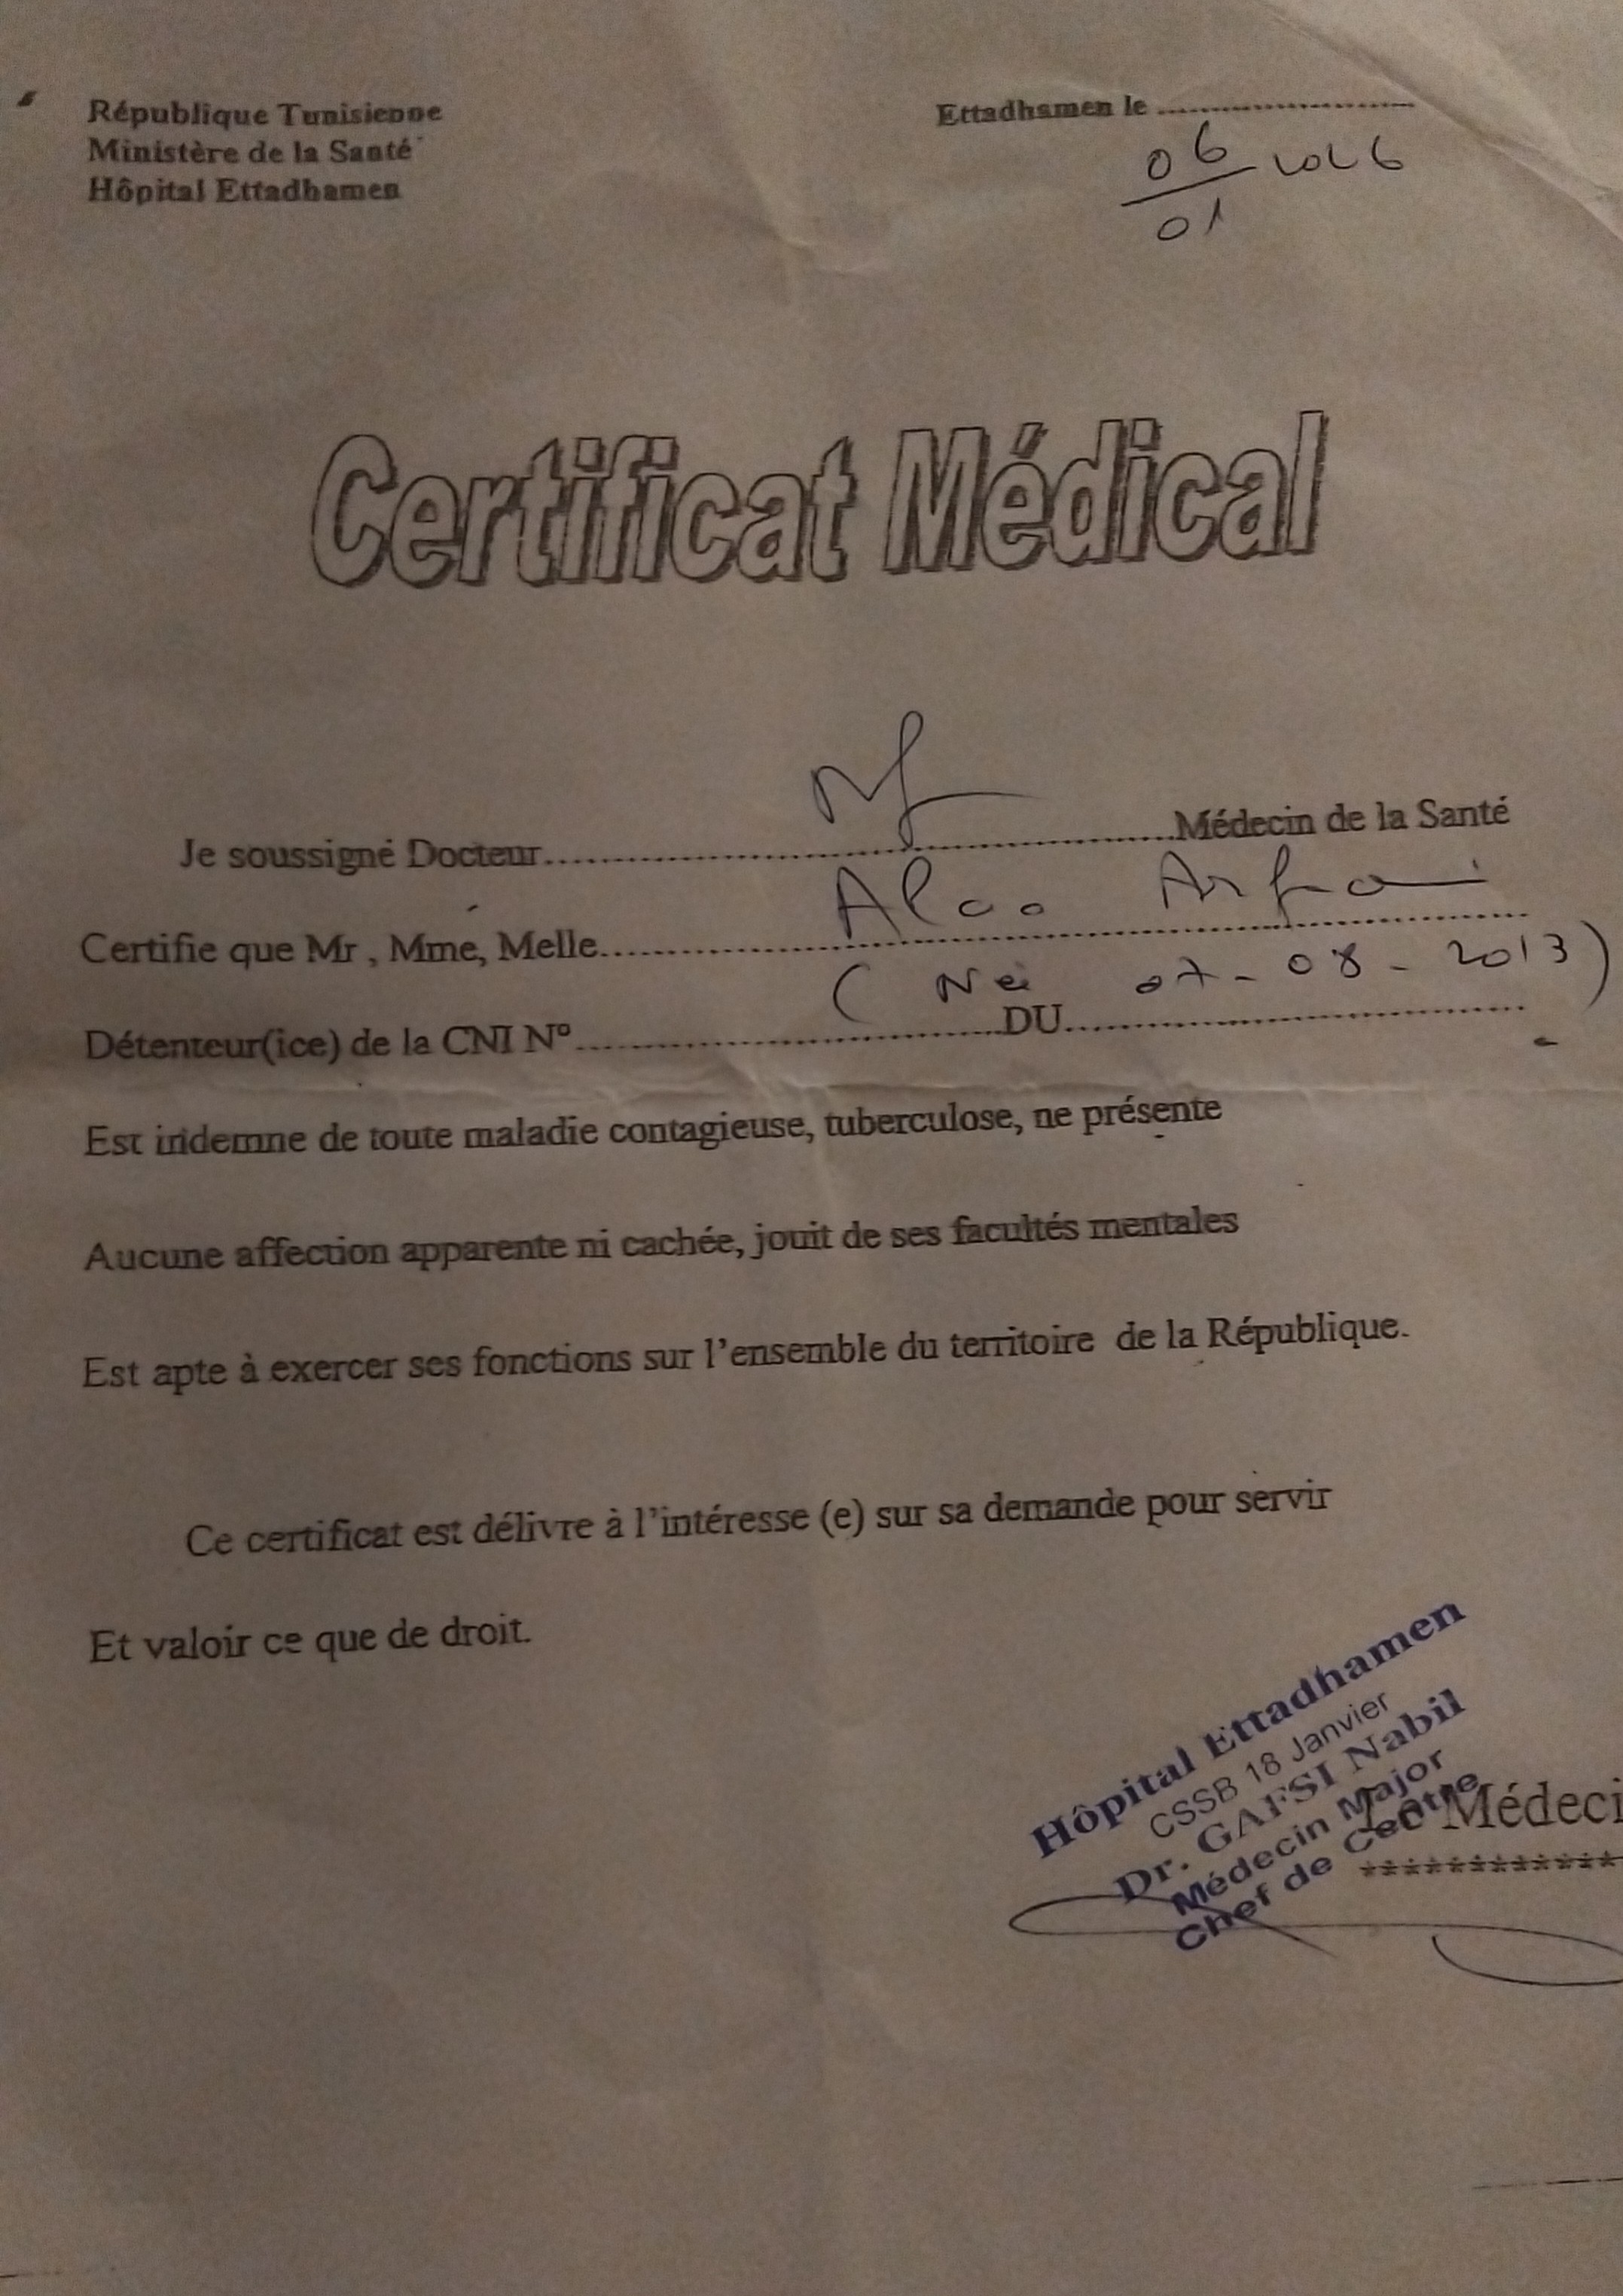 République Tunisienne
Ministère de la Santé
Hôpital Ettadhamen
Ettadhamen le ........................
06/01 2026
Certificat Médical
Je soussigné Docteur........................Médecin de la Santé
Certifie que Mr , Mme, Melle........................
(Né 07-08-2013)
Détenteur(ice) de la CNI N°........................DU........................
Est indemne de toute maladie contagieuse, tuberculose, ne présente
Aucune affection apparente ni cachée, jouit de ses facultés mentales
Est apte à exercer ses fonctions sur l'ensemble du territoire de la République.
Ce certificat est délivre à l'intéresse (e) sur sa demande pour servir
Et valoir ce que de droit.
Hôpital Ettadhamen
CSSB 18 Janvier
Dr. GAFSI Nabil
Médecin Major
Chef de Centre
Le Médeci
************